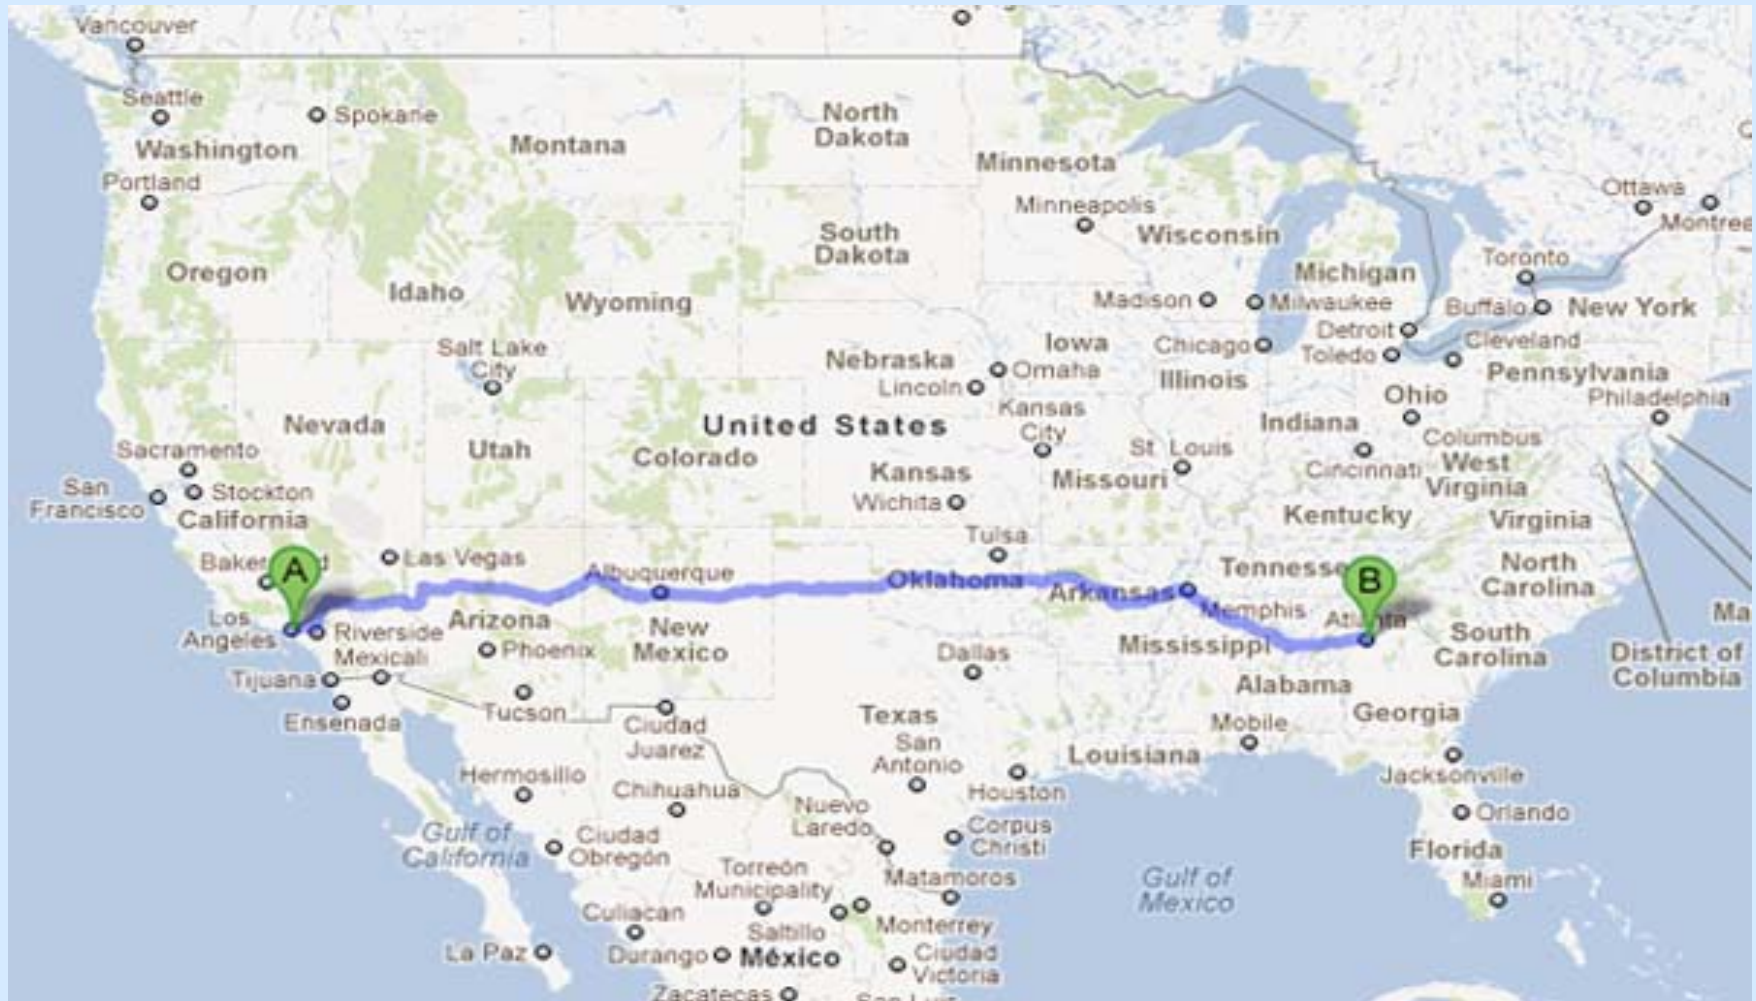 Vancouver
Seattle
Spokane
Washington
Montana
North
Dakota
Minnesota
Portland
Ottawa
Minneapolis
Wisconsin
South
Dakota
Oregon
Idaho
Wyoming
Michigan
Toronto
Montrea
Madison
Milwaukee
Buffalo
New York
Detroit
Toledo
Cleveland
Salt Lake
City
Nebraska
Iowa
Chicago
Omaha
Lincoln
Illinois
Pennsylvania
Ohio
Philadelphia
Nevada
United States
Kansas
City
Indiana
Columbus
Sacramento
Utah
Colorado
Kansas
Missouri
St Louis
Cincinnati
West
Virginia
San
Francisco
Stockton
California
Wichita
Kentucky
Virginia
Tulsa
Las Vegas
A
Albuquerque
Oklahoma
Arkansas
Tennesse
B
North
Carolina
Memphis
Atlanta
Ma
Los
Angeles
Riverside
Arizona
New
Mexico
Mississippi
South
Carolina
Mexicali
Phoenix
Dallas
District of
Columbia
Tijuana
Alabama
Ensenada
Tucson
Ciudad
Juarez
Texas
Georgia
Mobile
San
Antonio
Louisiana
Jacksonville
Hermosillo
Chihuahua
Houston
Nuevo
Laredo
Corpus
Christi
Orlando
Gulf of
California
Ciudad
Obregón
Florida
Torreón
Municipality
Matamoros
Gulf of
Mexico
Miami
Culiacan
Saltillo
Monterrey
La Paz
Durango
México
Ciudad
Victoria
Zacatecas